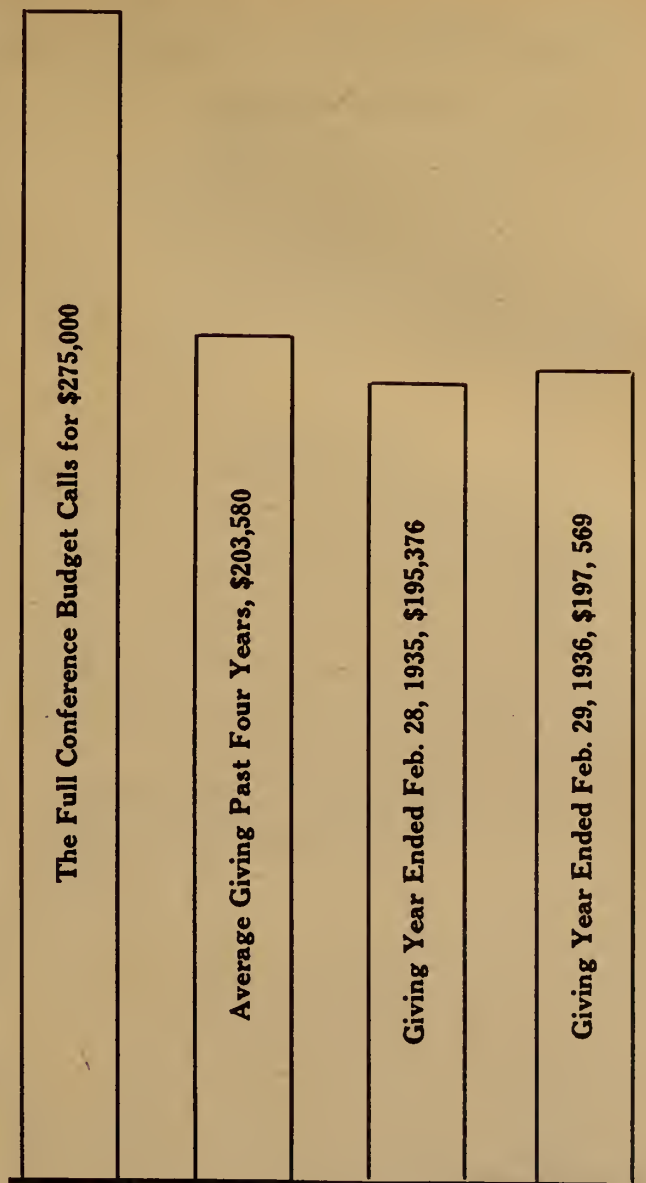 The Full Conference Budget Calls for $275,000
Average Giving Past Four Years, $203,580
Giving Year Ended Feb. 28, 1935, $195,376
Giving Year Ended Feb. 29, 1936, $197, 569